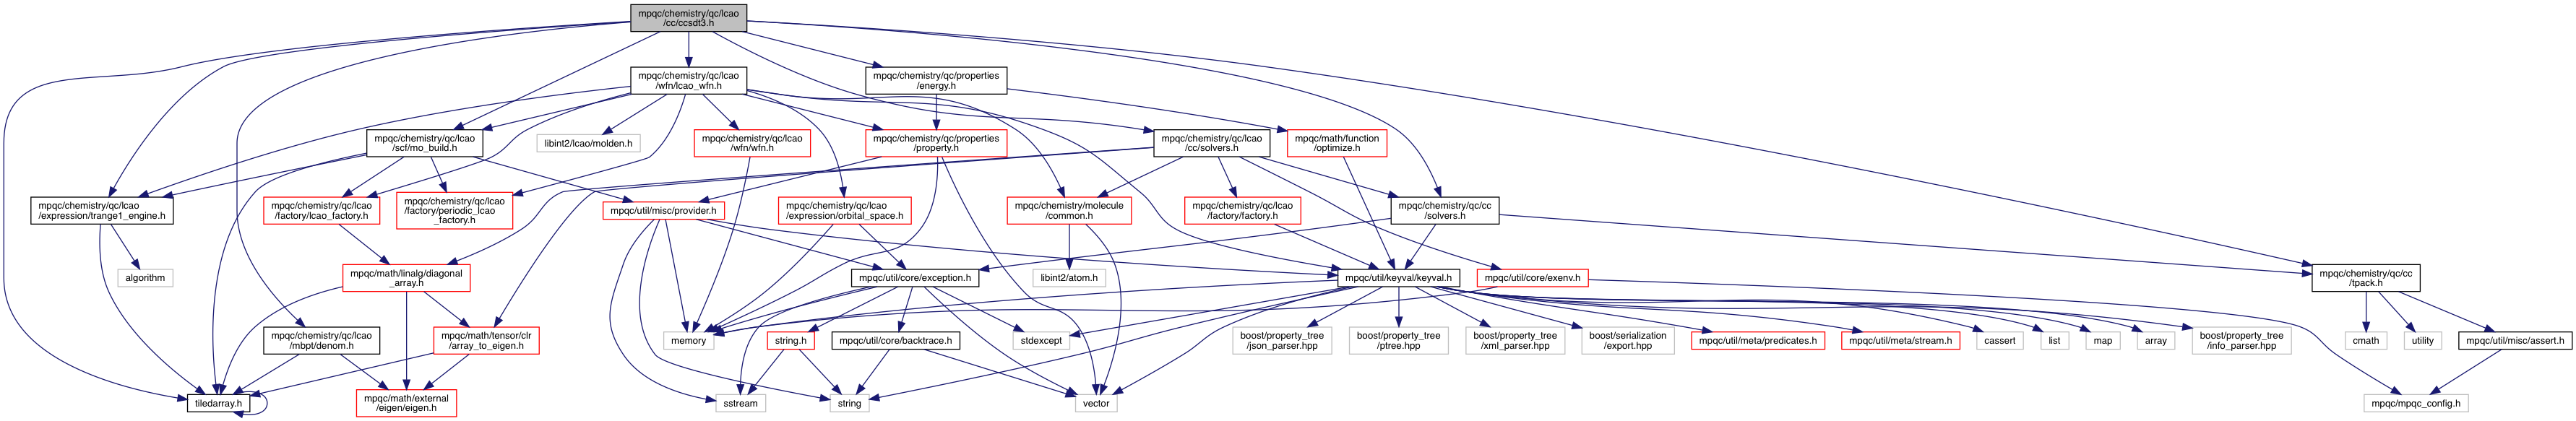 mpqc/chemistry/qc/lcao
/cc/ccsdt3.h
mpqc/chemistry/qc/lcao
/wfn/lcao_wfn.h
mpqc/chemistry/qc/properties
/energy.h
mpqc/chemistry/qc/lcao
/scf/mo_build.h
libint2/lcao/molden.h
mpqc/chemistry/qc/lcao
/wfn/wfn.h
mpqc/chemistry/qc/properties
/property.h
mpqc/chemistry/qc/lcao
/cc/solvers.h
mpqc/math/function
/optimize.h
mpqc/chemistry/qc/lcao
/expression/trange1_engine.h
mpqc/chemistry/qc/lcao
/factory/lcao_factory.h
mpqc/chemistry/qc/lcao
/factory/periodic_lcao
_factory.h
mpqc/util/misc/provider.h
mpqc/chemistry/qc/lcao
/expression/orbital_space.h
mpqc/chemistry/molecule
/common.h
mpqc/chemistry/qc/lcao
/factory/factory.h
mpqc/chemistry/qc/cc
/solvers.h
algorithm
mpqc/math/linalg/diagonal
_array.h
mpqc/util/core/exception.h
libint2/atom.h
mpqc/util/keyval/keyval.h
mpqc/util/core/exenv.h
mpqc/chemistry/qc/cc
/tpack.h
mpqc/chemistry/qc/lcao
/mbpt/denom.h
mpqc/math/tensor/clr
/array_to_eigen.h
memory
string.h
mpqc/util/core/backtrace.h
stdexcept
boost/property_tree
/json_parser.hpp
boost/property_tree
/ptree.hpp
boost/property_tree
/xml_parser.hpp
boost/serialization
/export.hpp
mpqc/util/meta/predicates.h
mpqc/util/meta/stream.h
cassert
list
map
array
boost/property_tree
/info_parser.hpp
cmath
utility
mpqc/util/misc/assert.h
tiledarray.h
mpqc/math/external
/eigen/eigen.h
sstream
string
vector
mpqc/mpqc_config.h